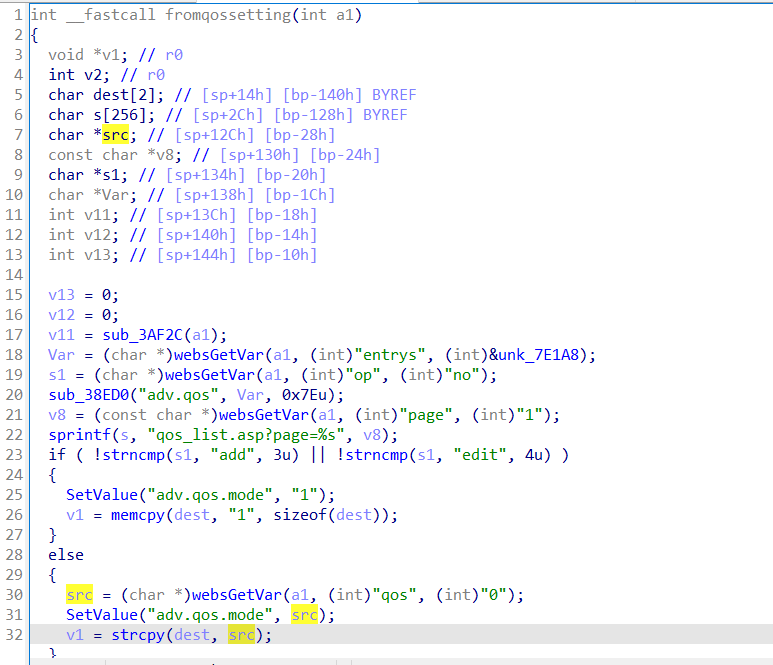 1 int __fastcall fromqossetting(int a1)
2 {
3 void *v1; // r0
4 int v2; // r0
5 char dest[2]; // [sp+14h] [bp-140h] BYREF
6 char s[256]; // [sp+2Ch] [bp-128h] BYREF
7 char *src; // [sp+12Ch] [bp-28h]
8 const char *v8; // [sp+130h] [bp-24h]
9 char *s1; // [sp+134h] [bp-20h]
10 char *Var; // [sp+138h] [bp-1Ch]
11 int v11; // [sp+13Ch] [bp-18h]
12 int v12; // [sp+140h] [bp-14h]
13 int v13; // [sp+144h] [bp-10h]
14
15 v13 = 0;
16 v12 = 0;
17 v11 = sub_3AF2C(a1);
18 Var = (char *)websGetVar(a1, (int)"entrys", (int)&unk_7E1A8);
19 s1 = (char *)websGetVar(a1, (int)"op", (int)"no");
20 sub_38ED0("adv.qos", Var, 0x7Eu);
21 v8 = (const char *)websGetVar(a1, (int)"page", (int)"1");
22 sprintf(s, "qos_list.asp?page=%s", v8);
23 if ( !strncmp(s1, "add", 3u) || !strncmp(s1, "edit", 4u) )
24 {
25 SetValue("adv.qos.mode", "1");
26 v1 = memcpy(dest, "1", sizeof(dest));
27 }
28 else
29 {
30 src = (char *)websGetVar(a1, (int)"qos", (int)"0");
31 SetValue("adv.qos.mode", src);
32 v1 = strcpy(dest, src);
}